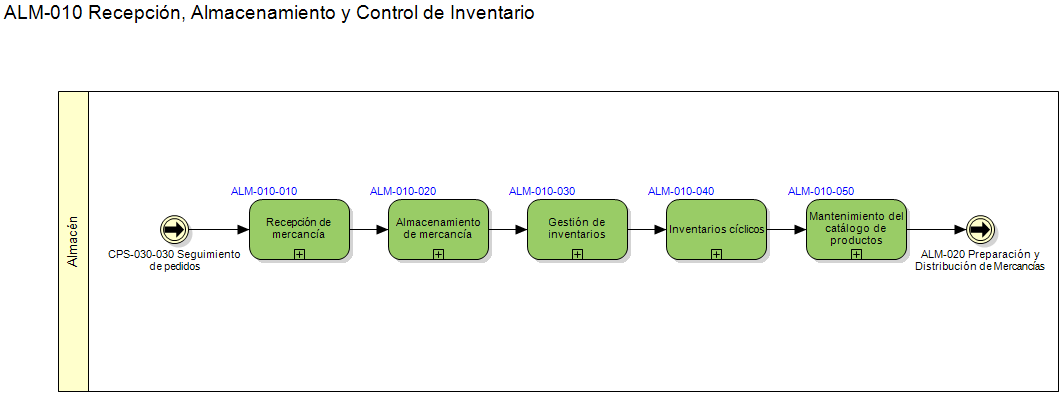 ALM-010 Recepción, Almacenamiento y Control de Inventario
Almacén
CPS-030-030 Seguimiento
de pedidos
ALM-010-010
Recepción de
mercancía
ALM-010-020
Almacenamiento
de mercancía
ALM-010-030
Gestión de
inventarios
ALM-010-040
Inventarios cíclicos
ALM-010-050
Mantenimiento del
catálogo de
productos
ALM-020 Preparación y
Distribución de Mercancías